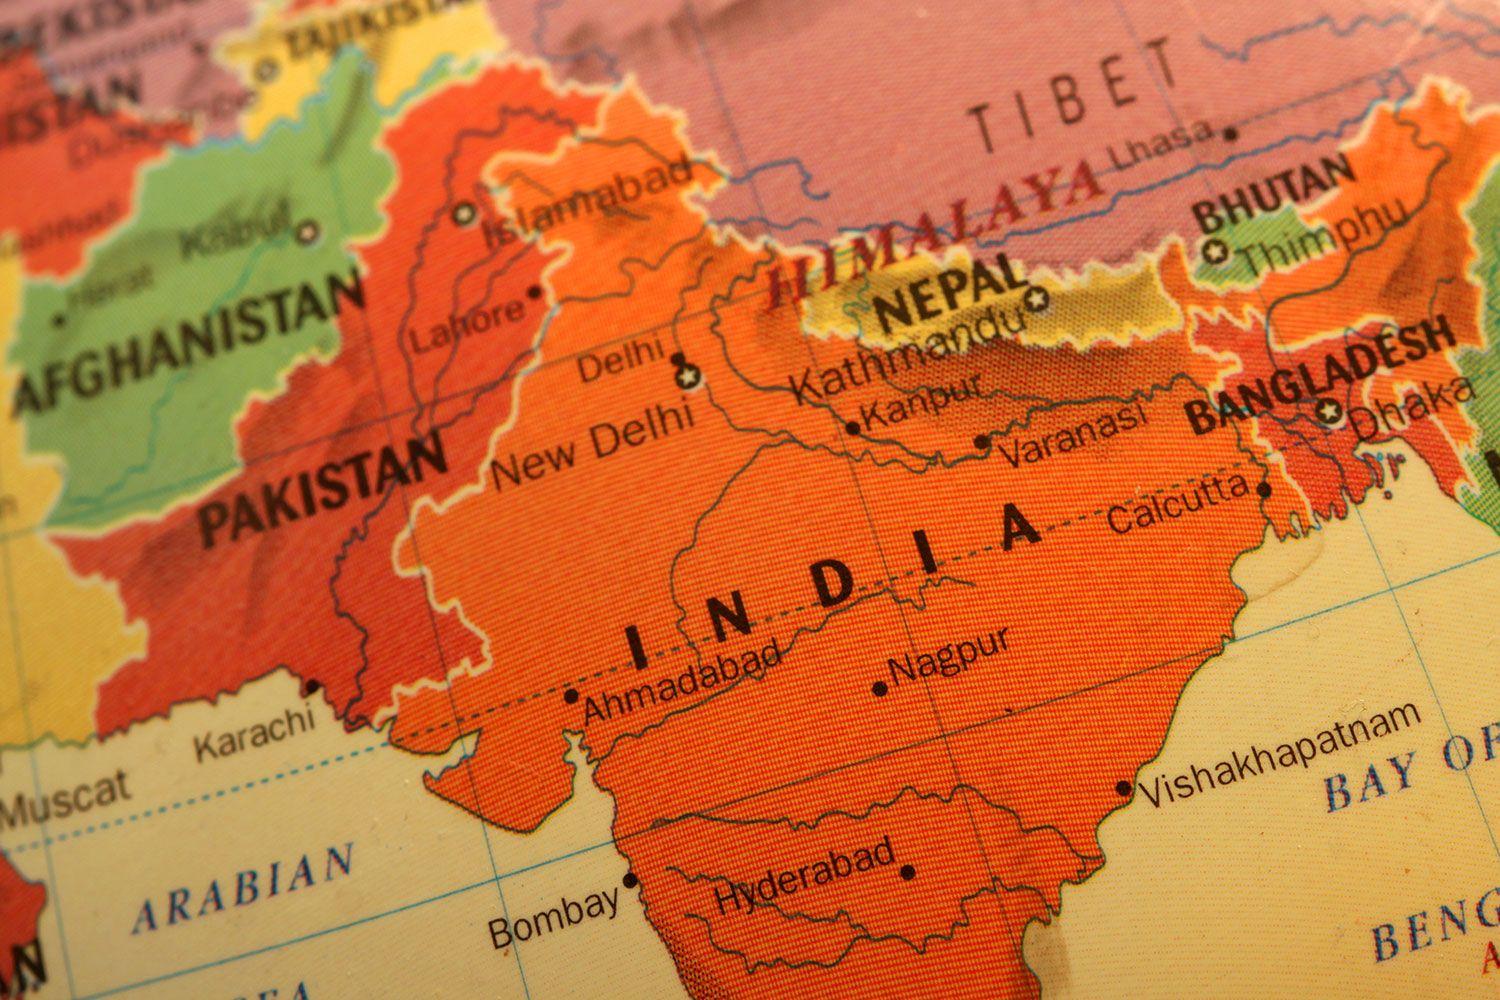 TAJIKISTAN
TIBET
Lhasa
HIMALAYA
BHUTAN
Thimphu
Islamabad
Kabul
Herat
AFGHANISTAN
Lahore
NEPAL
Kathmandu
Delhi
New Delhi
Kanpur
Varanasi
BANGLADESH
Dhaka
PAKISTAN
Calcutta
INDIA
Ahmadabad
Nagpur
Karachi
Muscat
Vishakhapatnam
BAY OF
ARABIAN
Hyderabad
Bombay
BENG